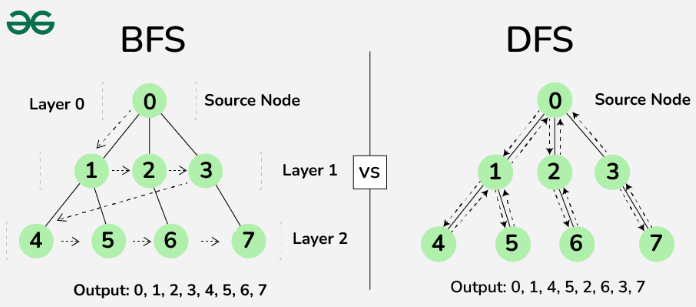 BFS
Layer 0
0
Source Node
1
2
3
Layer 1
4
5
6
7
Layer 2
Output: 0, 1, 2, 3, 4, 5, 6, 7
vs
DFS
0
Source Node
1
2
3
4
5
6
7
Output: 0, 1, 4, 5, 2, 6, 3, 7